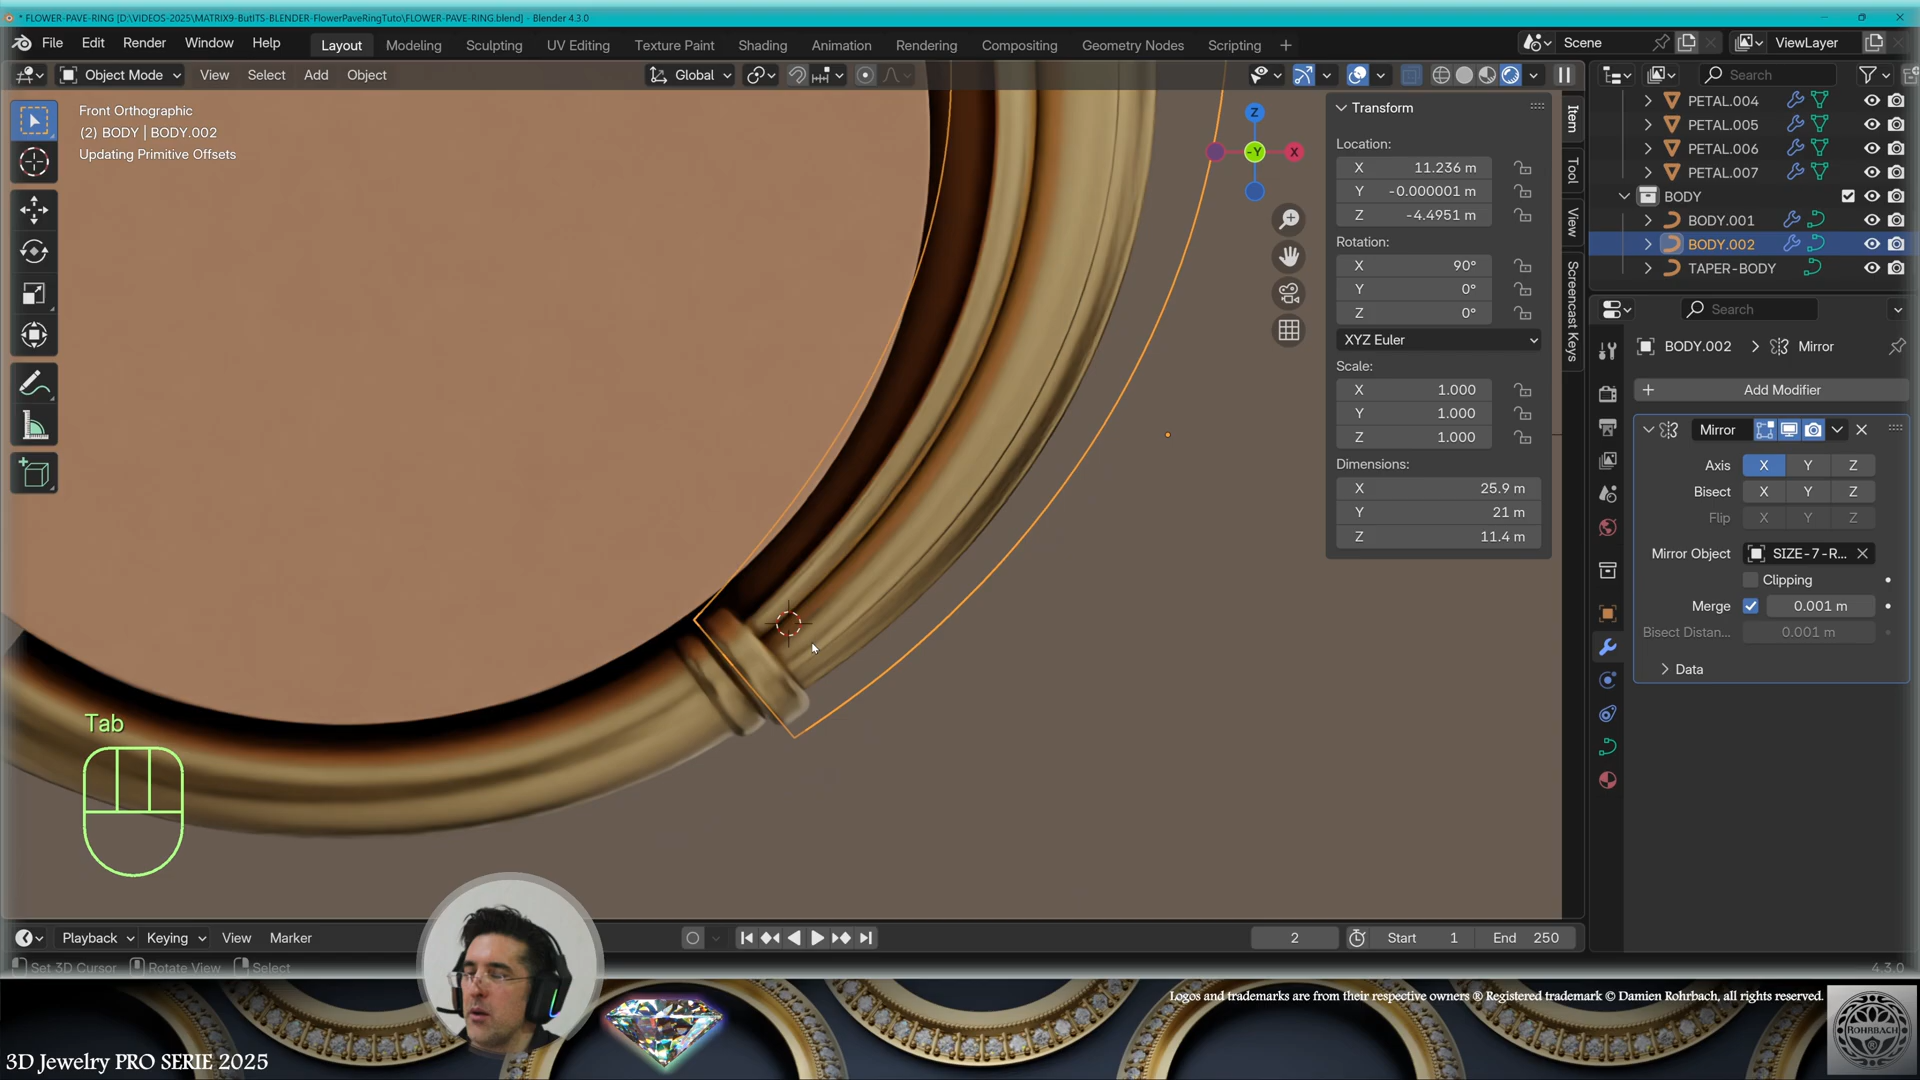 * FLOWER-PAVE-RING [D:\VIDEOS-2025\MATRIX9-ButITS-BLENDER-FlowerPaveRingTuto\FLOWER-PAVE-RING.blend] - Blender 4.3.0
File Edit Render Window Help
Layout Modeling Sculpting UV Editing Texture Paint Shading Animation Rendering Compositing Geometry Nodes Scripting +
Scene
ViewLayer
Object Mode View Select Add Object
Global
Search
Front Orthographic
(2) BODY | BODY.002
Updating Primitive Offsets
Z
-Y
X
Transform
Location:
X 11.236 m
Y -0.000001 m
Z -4.4951 m
Rotation:
X 90°
Y 0°
Z 0°
XYZ Euler
Scale:
X 1.000
Y 1.000
Z 1.000
Dimensions:
X 25.9 m
Y 21 m
Z 11.4 m
Item
Tool
View
Screencast Keys
PETAL.004
PETAL.005
PETAL.006
PETAL.007
BODY
BODY.001
BODY.002
TAPER-BODY
Search
BODY.002 > Mirror
+ Add Modifier
Mirror
Axis X Y Z
Bisect X Y Z
Flip X Y Z
Mirror Object SIZE-7-R...
Clipping
Merge 0.001 m
Bisect Distan... 0.001 m
Data
Tab
Playback Keying View Marker
2
Start 1
End 250
Set 3D Cursor Rotate View Select
4.3.0
Logos and trademarks are from their respective owners ® Registered trademark © Damien Rohrbach, all rights reserved.
ROHRBACH
3D Jewelry PRO SERIE 2025